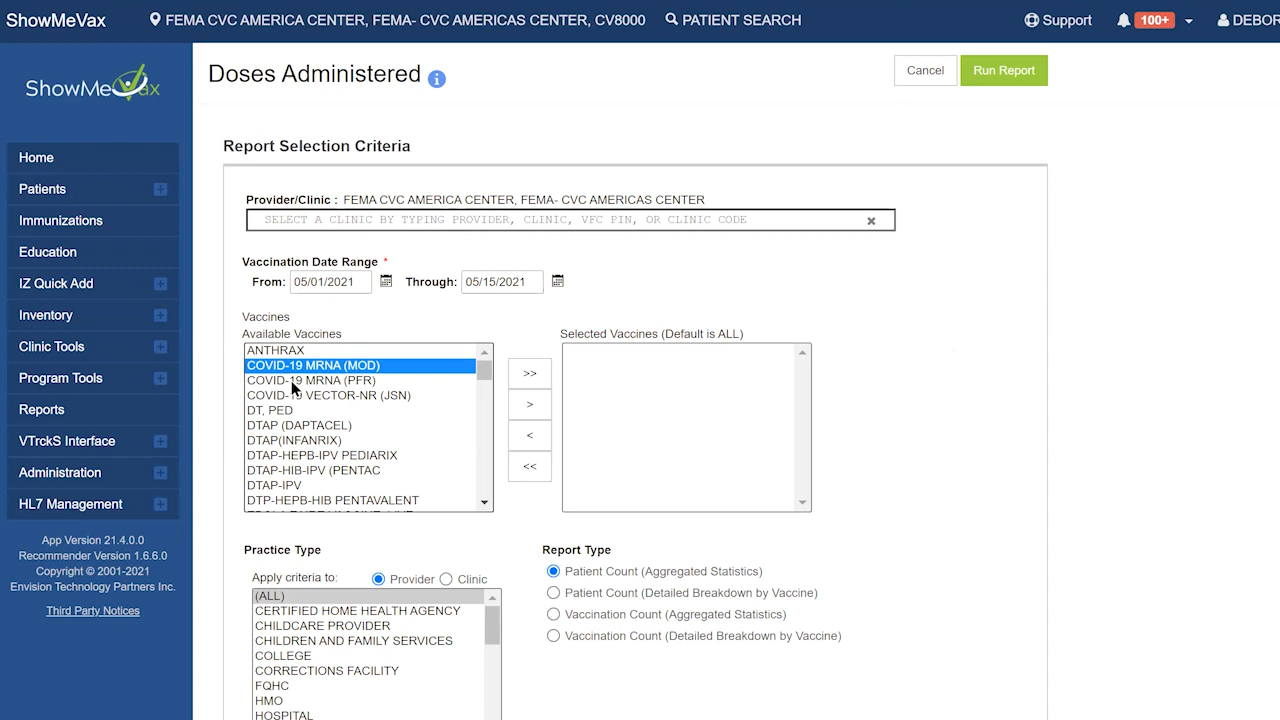 ShowMeVax
FEMA CVC AMERICA CENTER, FEMA- CVC AMERICAS CENTER, CV8000
PATIENT SEARCH
Support
100+
DEBOR
ShowMeVax
Home
Patients
Immunizations
Education
IZ Quick Add
Inventory
Clinic Tools
Program Tools
Reports
VTrckS Interface
Administration
HL7 Management
App Version 21.4.0.0
Recommender Version 1.6.6.0
Copyright © 2001-2021
Envision Technology Partners Inc.
Third Party Notices
Doses Administered
Cancel
Run Report
Report Selection Criteria
Provider/Clinic : FEMA CVC AMERICA CENTER, FEMA- CVC AMERICAS CENTER
SELECT A CLINIC BY TYPING PROVIDER, CLINIC, VFC PIN, OR CLINIC CODE
Vaccination Date Range *
From: 05/01/2021 Through: 05/15/2021
Vaccines
Available Vaccines
ANTHRAX
COVID-19 MRNA (MOD)
COVID-19 MRNA (PFR)
COVID-19 VECTOR-NR (JSN)
DT, PED
DTAP (DAPTACEL)
DTAP(INFANRIX)
DTAP-HEPB-IPV PEDIARIX
DTAP-HIB-IPV (PENTAC
DTAP-IPV
DTP-HEPB-HIB PENTAVALENT
>>
>
<
<<
Selected Vaccines (Default is ALL)
Practice Type
Apply criteria to: Provider Clinic
(ALL)
CERTIFIED HOME HEALTH AGENCY
CHILDCARE PROVIDER
CHILDREN AND FAMILY SERVICES
COLLEGE
CORRECTIONS FACILITY
FQHC
HMO
HOSPITAL
Report Type
Patient Count (Aggregated Statistics)
Patient Count (Detailed Breakdown by Vaccine)
Vaccination Count (Aggregated Statistics)
Vaccination Count (Detailed Breakdown by Vaccine)